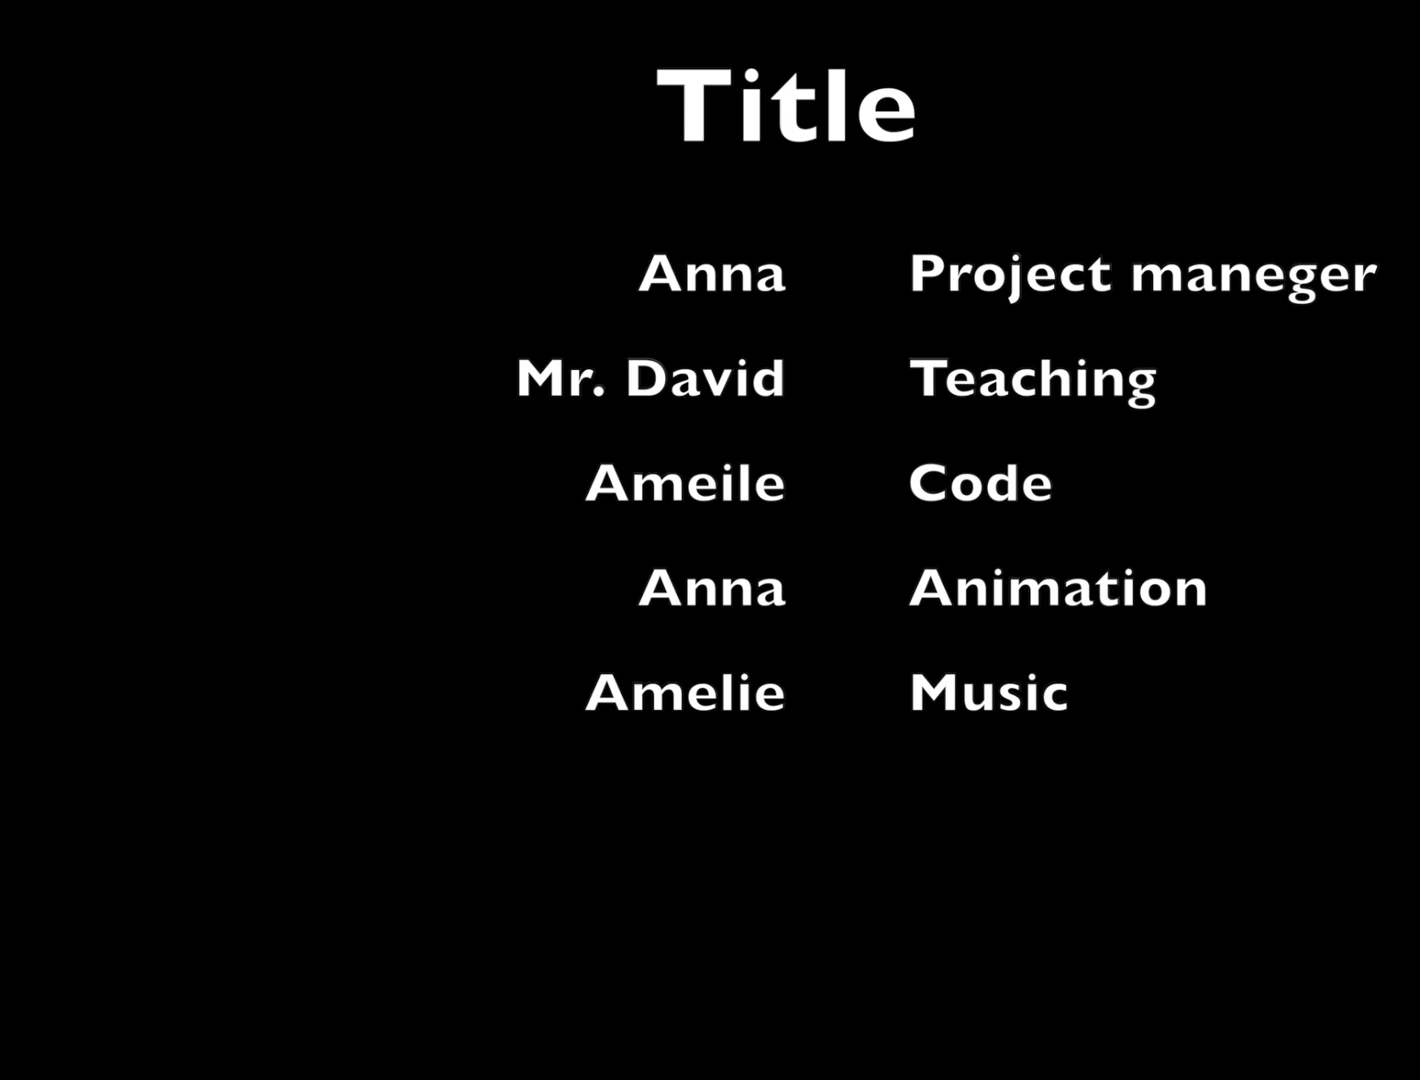 Title
Anna Project maneger
Mr. David Teaching
Ameile Code
Anna Animation
Amelie Music